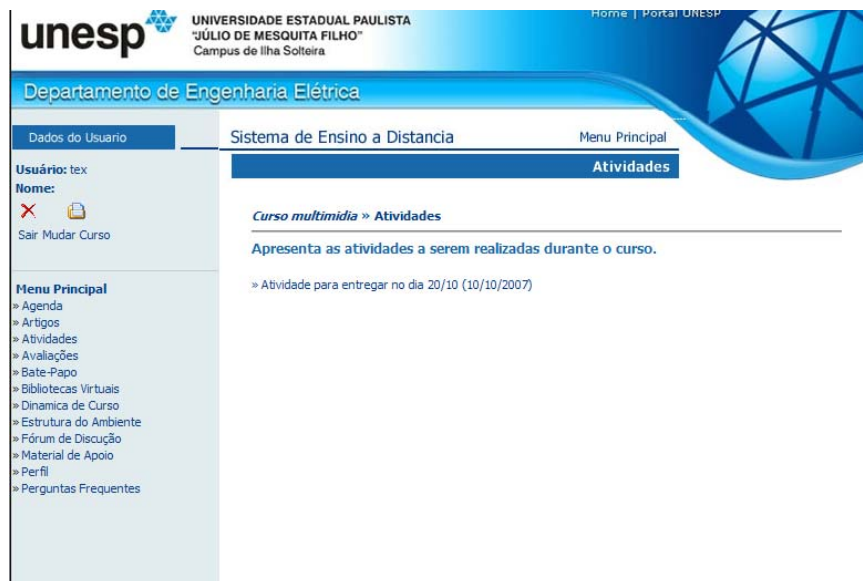 unesp
UNIVERSIDADE ESTADUAL PAULISTA
"JÚLIO DE MESQUITA FILHO"
Campus de Ilha Solteira
Home | Portal UNESP
Departamento de Engenharia Elétrica
Dados do Usuario
Sistema de Ensino a Distancia
Menu Principal
Atividades
Usuário: tex
Nome:
Sair Mudar Curso
Curso multimidia » Atividades
Apresenta as atividades a serem realizadas durante o curso.
» Atividade para entregar no dia 20/10 (10/10/2007)
Menu Principal
» Agenda
» Artigos
» Atividades
» Avaliações
» Bate-Papo
» Bibliotecas Virtuais
» Dinamica de Curso
» Estrutura do Ambiente
» Fórum de Discução
» Material de Apoio
» Perfil
» Perguntas Frequentes